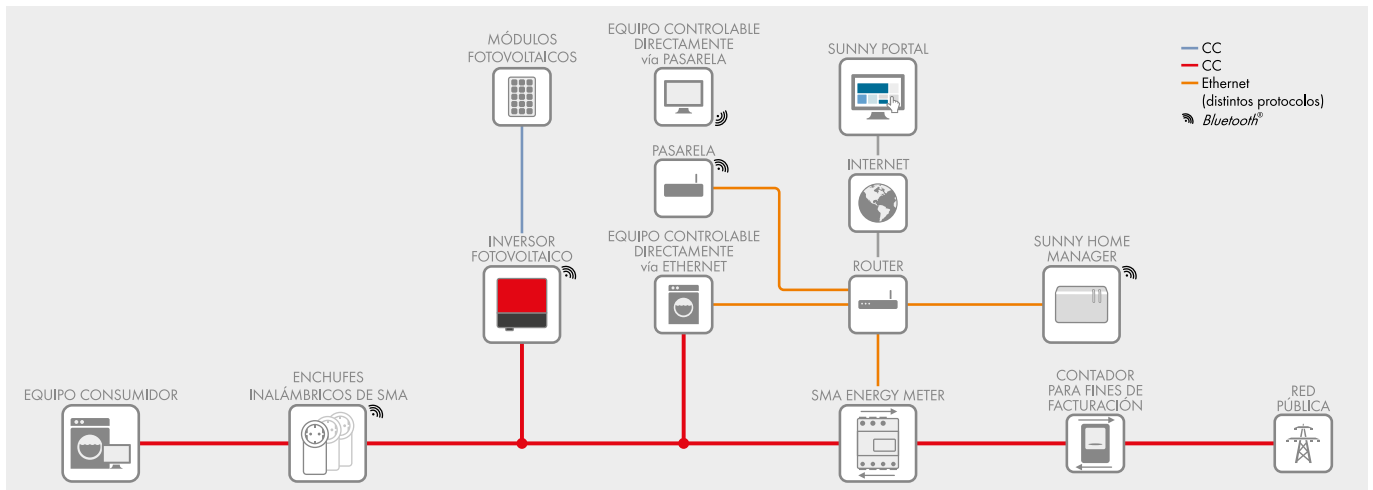 MÓDULOS
FOTOVOLTAICOS
EQUIPO CONTROLABLE
DIRECTAMENTE
vía PASARELA
SUNNY PORTAL
CC
CC
Ethernet
(distintos protocolos)
Bluetooth®
PASARELA
INTERNET
INVERSOR
FOTOVOLTAICO
EQUIPO CONTROLABLE
DIRECTAMENTE
vía ETHERNET
ROUTER
SUNNY HOME
MANAGER
EQUIPO CONSUMIDOR
ENCHUFES
INALÁMBRICOS DE SMA
SMA ENERGY METER
CONTADOR
PARA FINES DE
FACTURACIÓN
RED
PÚBLICA